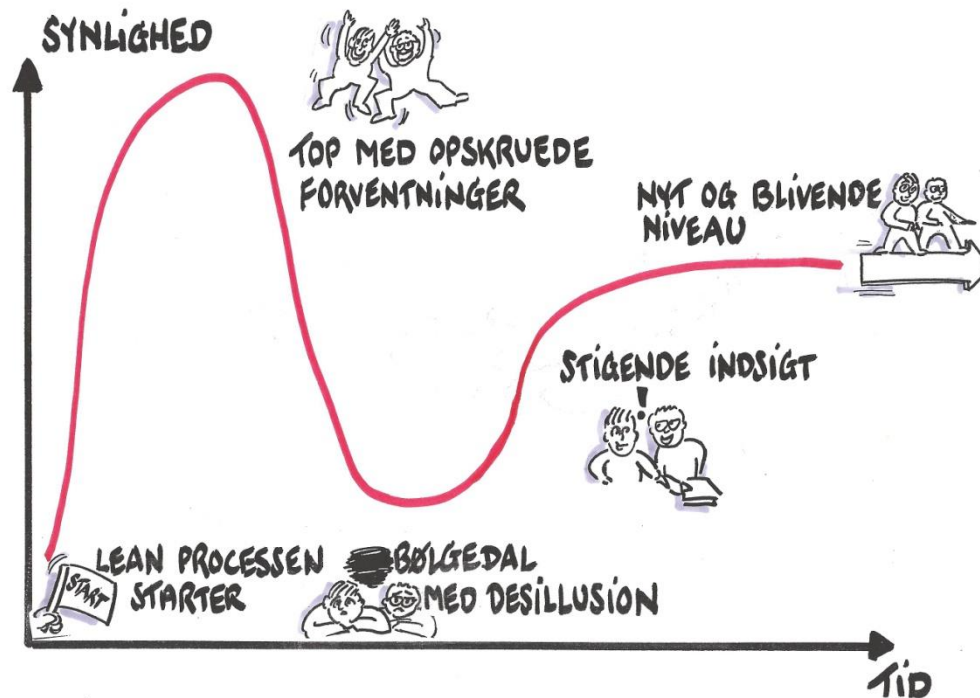 SYNLIGHED
TOP MED OPSKRUEDE
FORVENTNINGER
NYT OG BLIVENDE
NIVEAU
STIGENDE INDSIGT
!
LEAN PROCESSEN
STARTER
START
BØLGEDAL
MED DESILLUSION
TID